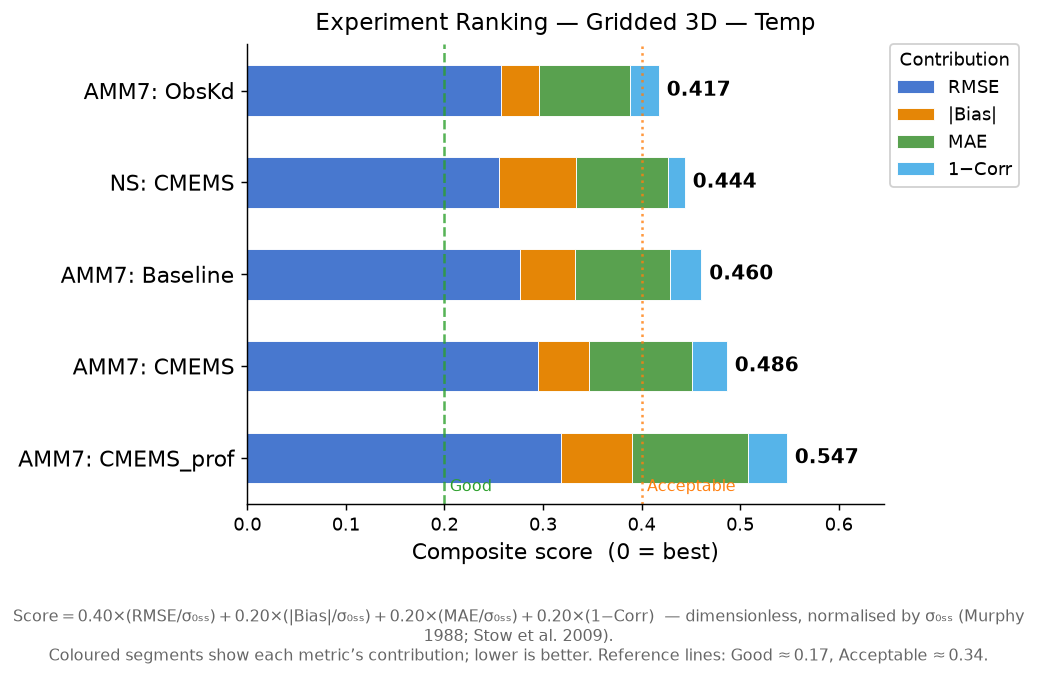 Experiment Ranking — Gridded 3D — Temp
AMM7: ObsKd
0.417
NS: CMEMS
0.444
AMM7: Baseline
0.460
AMM7: CMEMS
0.486
AMM7: CMEMS_prof
0.547
Good
Acceptable
0.0 0.1 0.2 0.3 0.4 0.5 0.6
Composite score (0 = best)
Contribution
RMSE
|Bias|
MAE
1−Corr
Score = 0.40×(RMSE/σ₀ₛₛ) + 0.20×(|Bias|/σ₀ₛₛ) + 0.20×(MAE/σ₀ₛₛ) + 0.20×(1−Corr) — dimensionless, normalised by σ₀ₛₛ (Murphy
1988; Stow et al. 2009).
Coloured segments show each metric’s contribution; lower is better. Reference lines: Good ≈ 0.17, Acceptable ≈ 0.34.